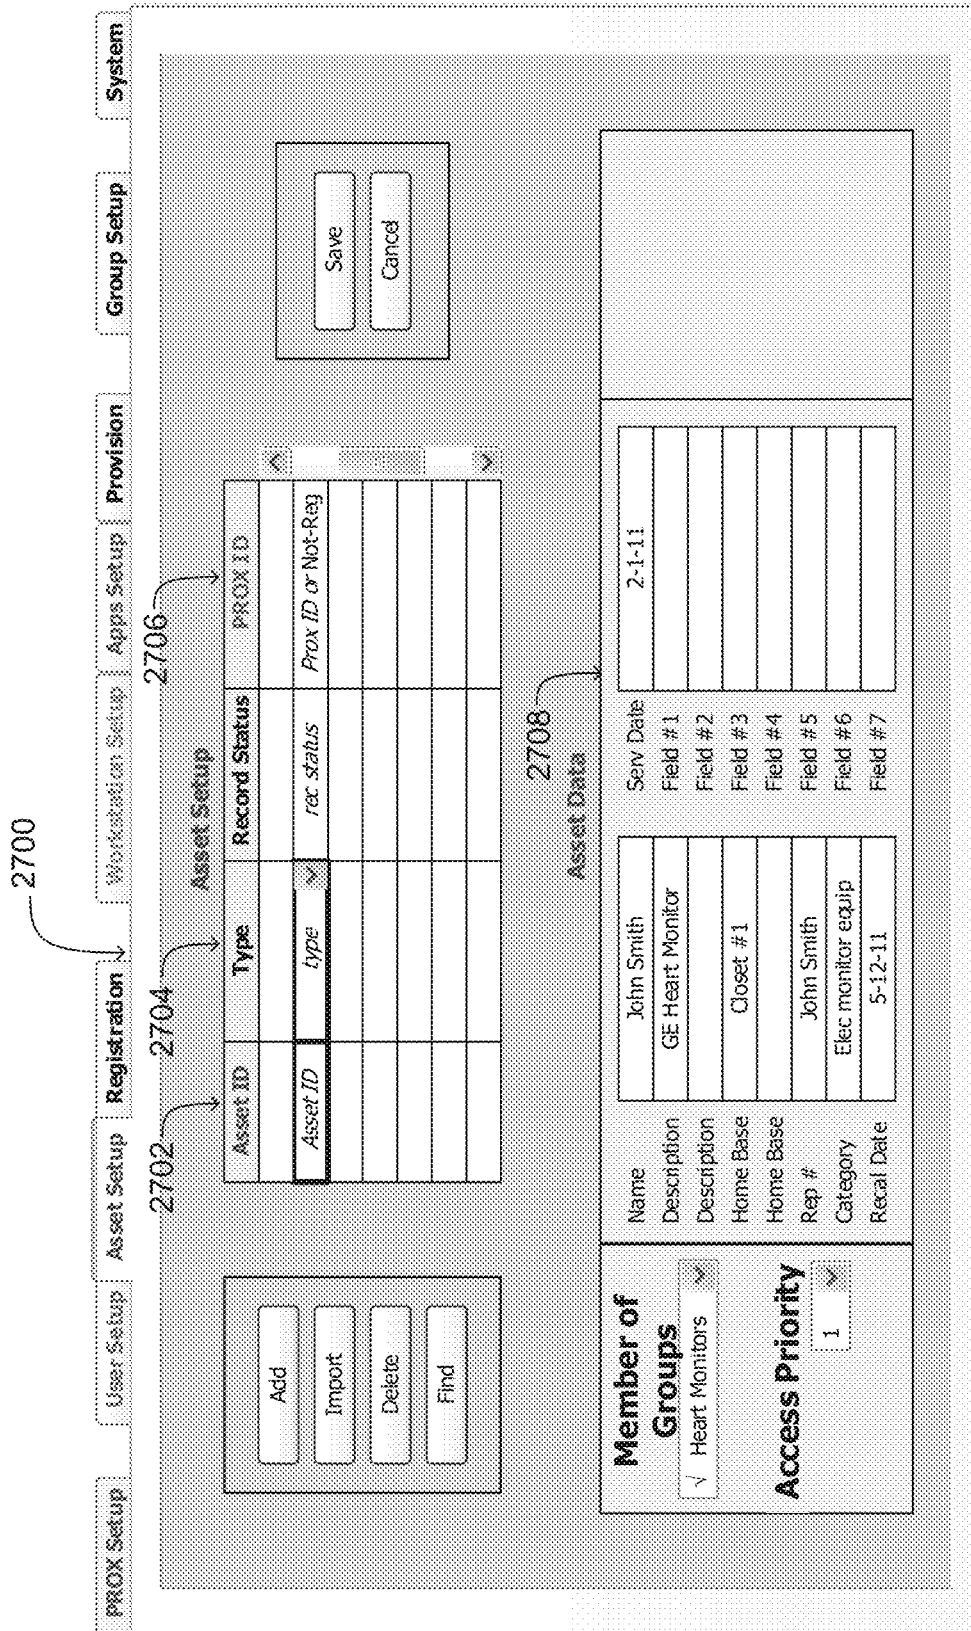 2700
PROX Setup User Setup Asset Setup Registration Workstation Setup Apps Setup Provision Group Setup System
2702 2704 2706
Asset Setup
Asset ID Type Record Status PROX ID
Asset ID type rec status Prox ID or Not-Reg
Add
Import
Delete
Find
Save
Cancel
2708
Asset Data
Member of
Groups
√ Heart Monitors
Access Priority
1
Name John Smith Serv Date 2-1-11
Description GE Heart Monitor Field #1
Description Field #2
Home Base Closet #1 Field #3
Home Base Field #4
Rep # John Smith Field #5
Category Elec monitor equip Field #6
Recal Date 5-12-11 Field #7